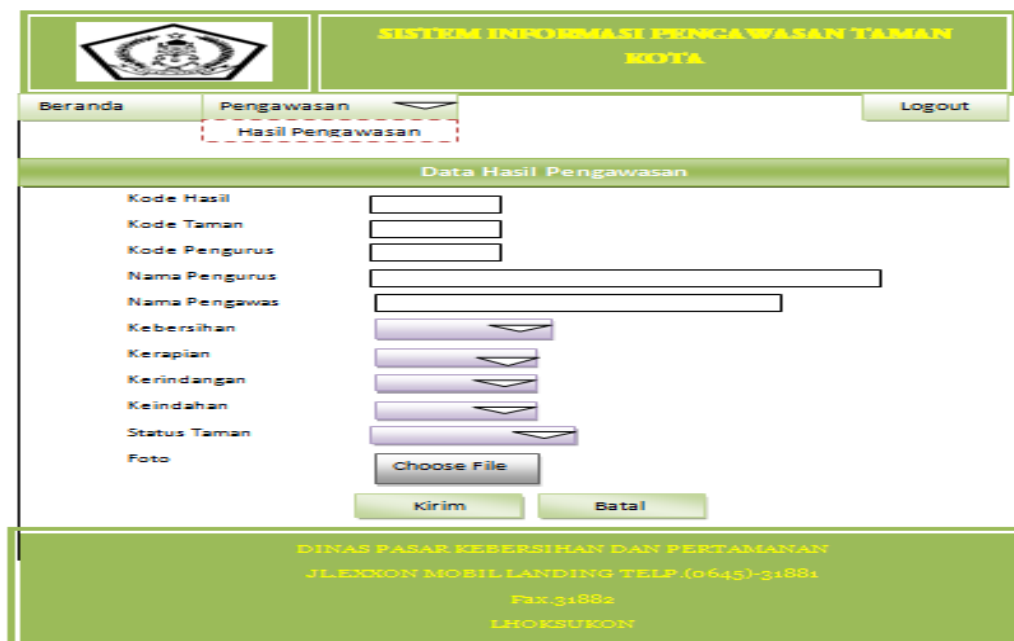 SISTEM INFORMASI PENGAWASAN TAMAN
KOTA
Beranda
Pengawasan
Logout
Hasil Pengawasan
Data Hasil Pengawasan
Kode Hasil
Kode Taman
Kode Pengurus
Nama Pengurus
Nama Pengawas
Kebersihan
Kerapian
Kerindangan
Keindahan
Status Taman
Foto
Choose File
Kirim
Batal
DINAS PASAR KEBERSIHAN DAN PERTAMANAN
JL.EXXON MOBIL LANDING TELP.(0645)-31881
Fax.31882
LHOKSUKON